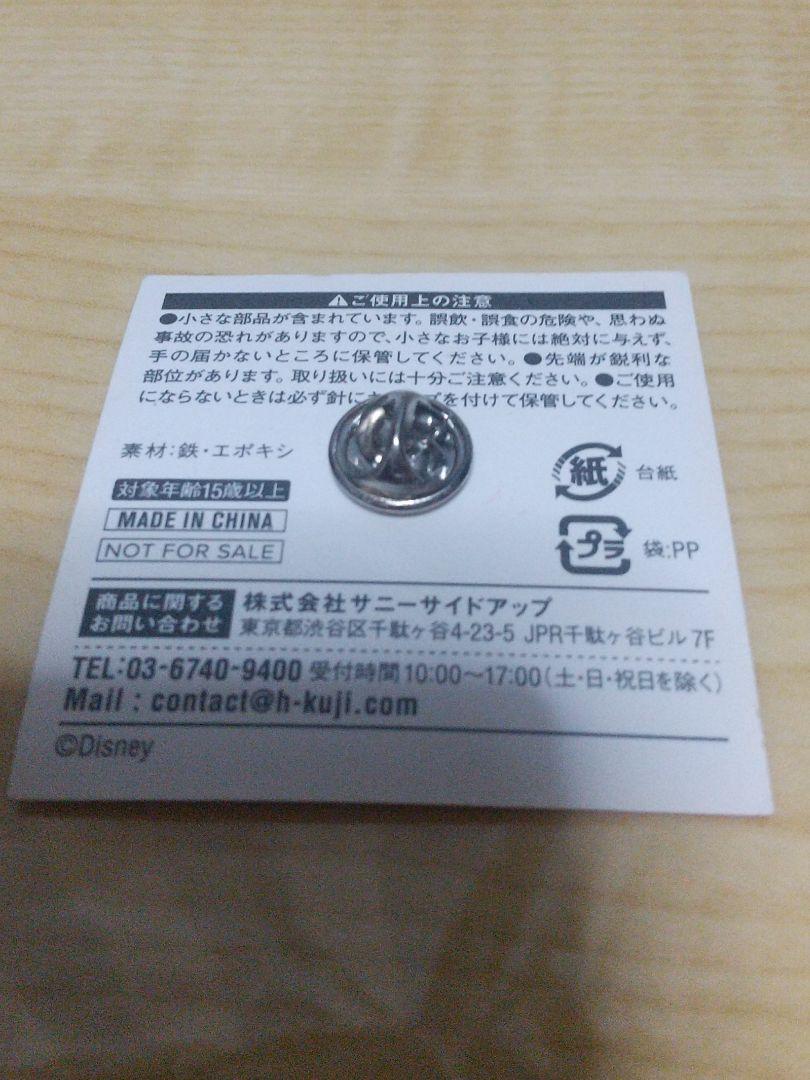 ⚠ご使用上の注意
●小さな部品が含まれています。誤飲・誤食の危険や、思わぬ
事故の恐れがありますので、小さなお子様には絶対に与えず、
手の届かないところに保管してください。●先端が鋭利な
部位があります。取り扱いには十分ご注意ください。●ご使用
にならないときは必ず針に を付けて保管してください。
素材:鉄・エポキシ
対象年齢15歳以上
MADE IN CHINA
NOT FOR SALE
紙 台紙
プラ 袋:PP
商品に関する
お問い合わせ
株式会社サニーサイドアップ
東京都渋谷区千駄ヶ谷4-23-5 JPR千駄ヶ谷ビル7F
TEL:03-6740-9400 受付時間10:00〜17:00(土・日・祝日を除く)
Mail : contact@h-kuji.com
©Disney